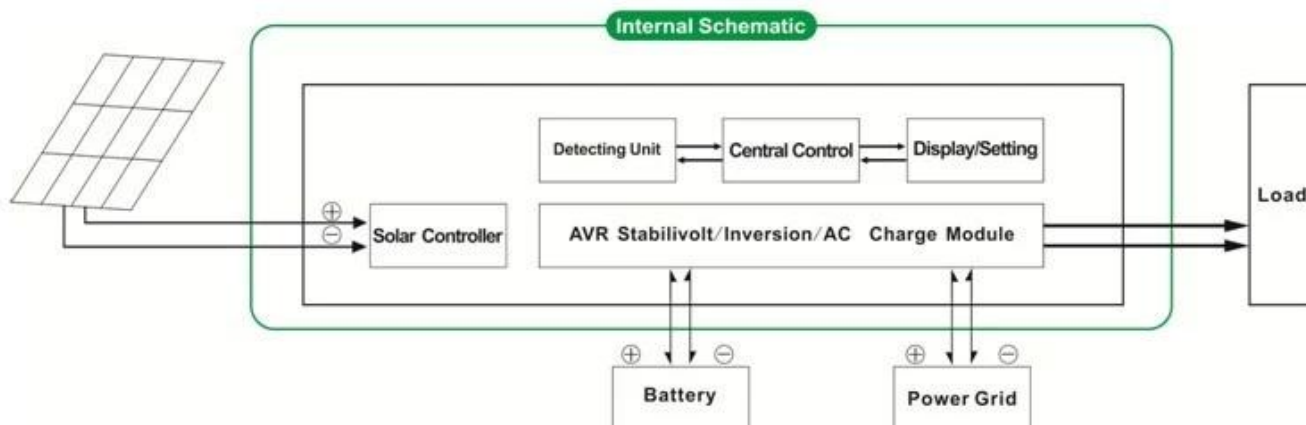 Internal Schematic
Detecting Unit
Central Control
Display/Setting
Load
⊕
⊖
Solar Controller
AVR Stabilivolt/Inversion/AC Charge Module
⊕ ⊖
⊕ ⊖
Battery
Power Grid